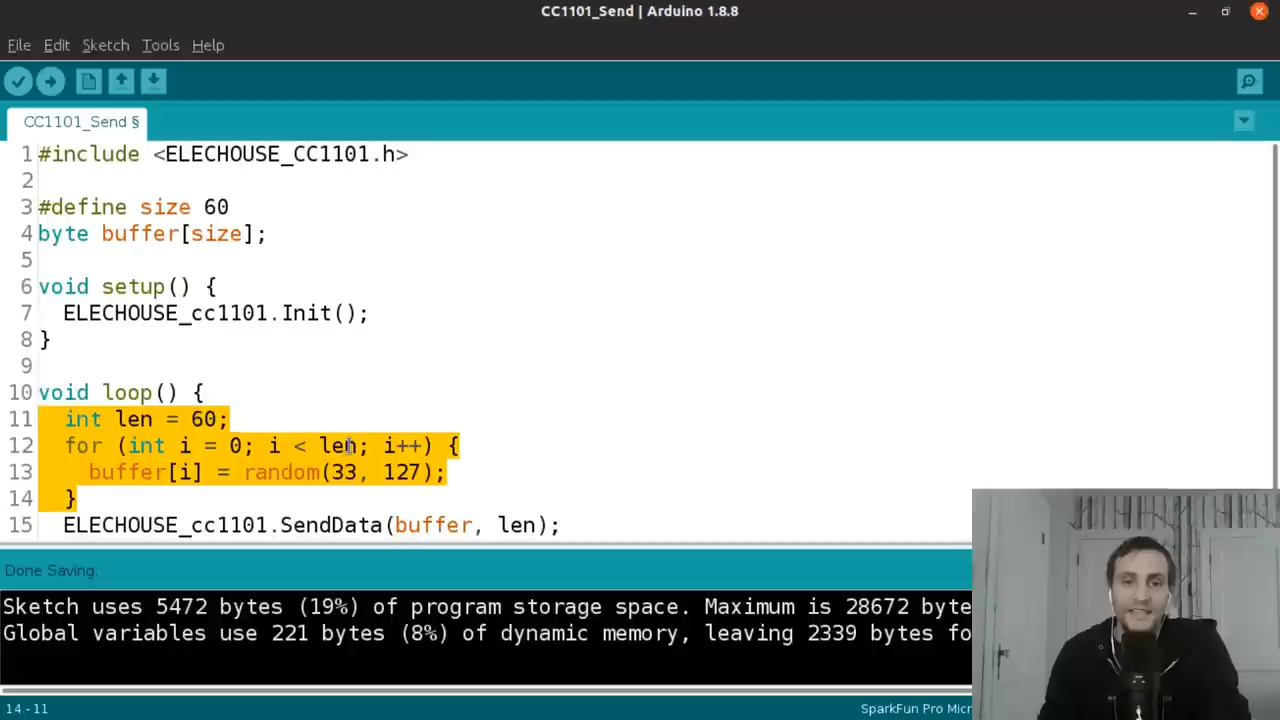 CC1101_Send | Arduino 1.8.8
File Edit Sketch Tools Help
CC1101_Send §
1 #include <ELECHOUSE_CC1101.h>
2
3 #define size 60
4 byte buffer[size];
5
6 void setup() {
7 ELECHOUSE_cc1101.Init();
8 }
9
10 void loop() {
11 int len = 60;
12 for (int i = 0; i < len; i++) {
13 buffer[i] = random(33, 127);
14 }
15 ELECHOUSE_cc1101.SendData(buffer, len);
Done Saving.
Sketch uses 5472 bytes (19%) of program storage space. Maximum is 28672 byte
Global variables use 221 bytes (8%) of dynamic memory, leaving 2339 bytes fo
14 - 11 SparkFun Pro Micr